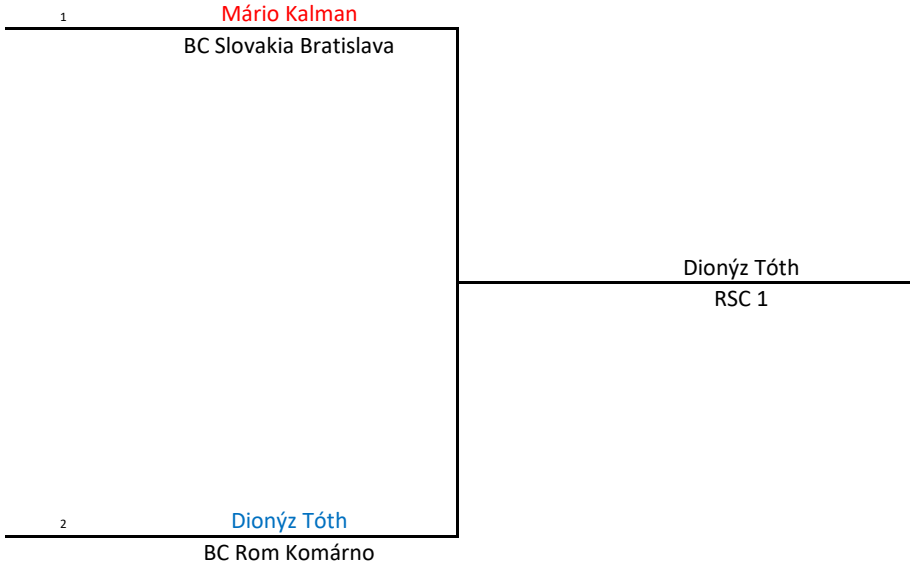 1 Mário Kalman
BC Slovakia Bratislava
Dionýz Tóth
RSC 1
2 Dionýz Tóth
BC Rom Komárno